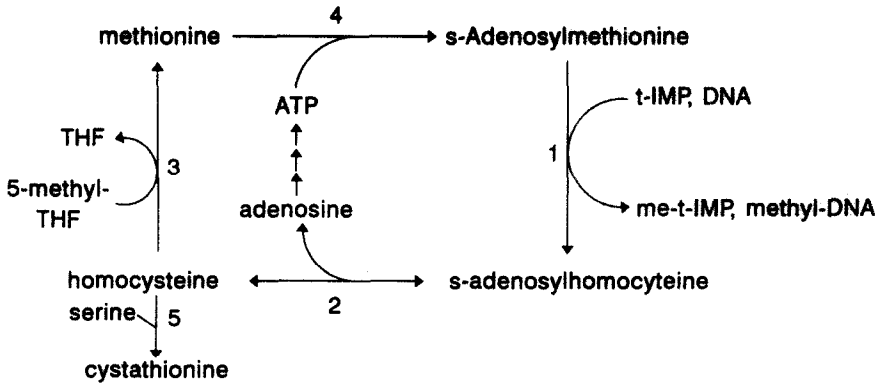 4
methionine
s-Adenosylmethionine
ATP
t-IMP, DNA
THF
3
1
5-methyl-
THF
adenosine
me-t-IMP, methyl-DNA
homocysteine
s-adenosylhomocyteine
2
serine
5
cystathionine